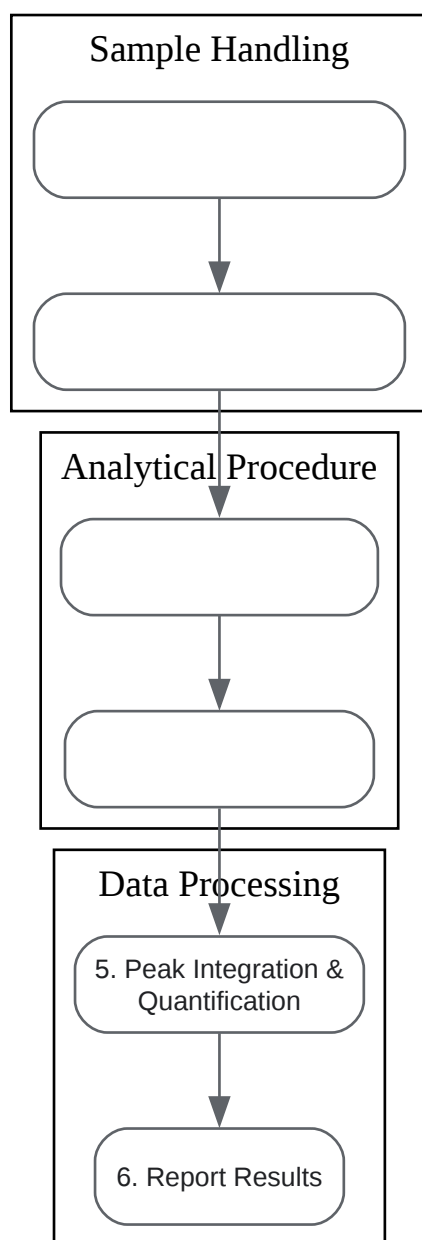 Sample Handling
Analytical Procedure
Data Processing
5. Peak Integration &
Quantification
6. Report Results